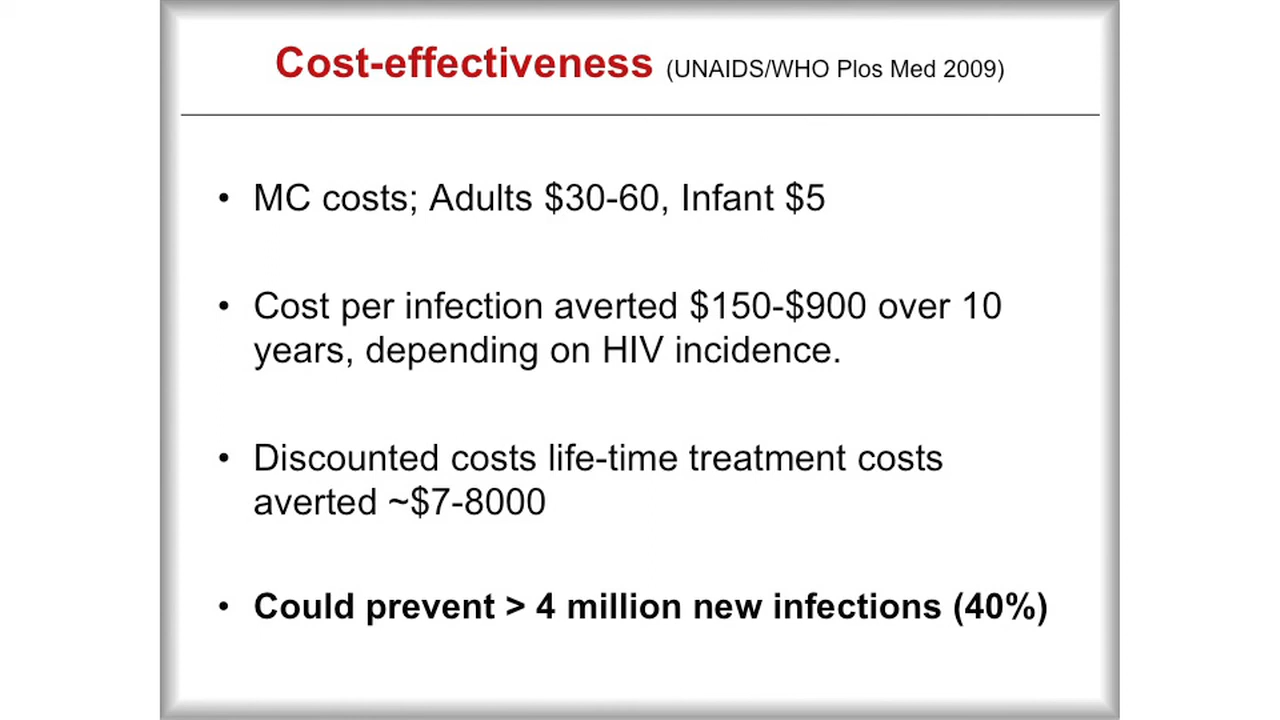 Cost-effectiveness (UNAIDS/WHO Plos Med 2009)
• MC costs; Adults $30-60, Infant $5
• Cost per infection averted $150-$900 over 10
years, depending on HIV incidence.
• Discounted costs life-time treatment costs
averted ~$7-8000
• Could prevent > 4 million new infections (40%)